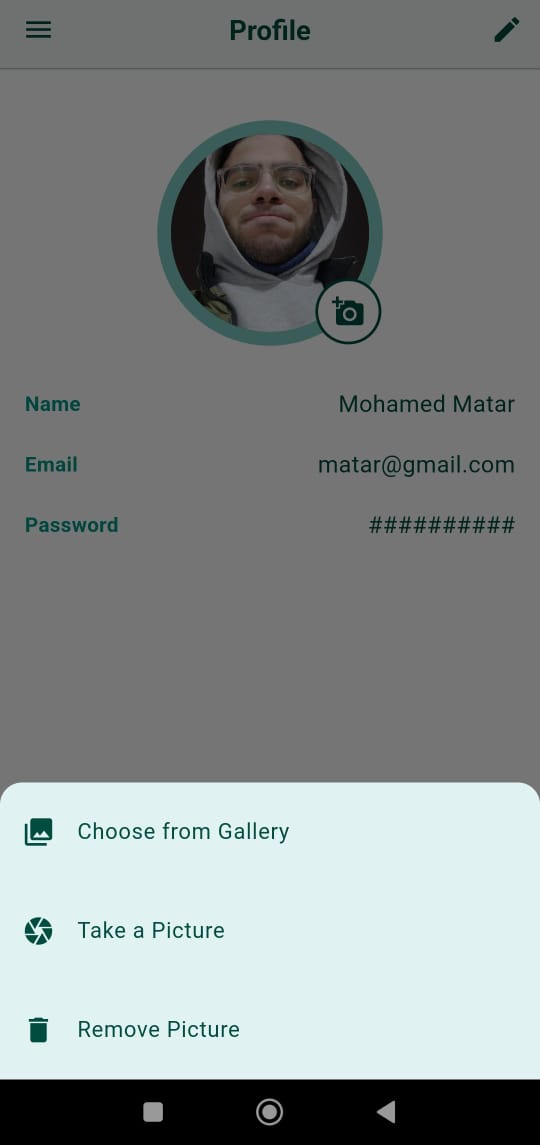 Profile
Name Mohamed Matar
Email matar@gmail.com
Password ##########
Choose from Gallery
Take a Picture
Remove Picture